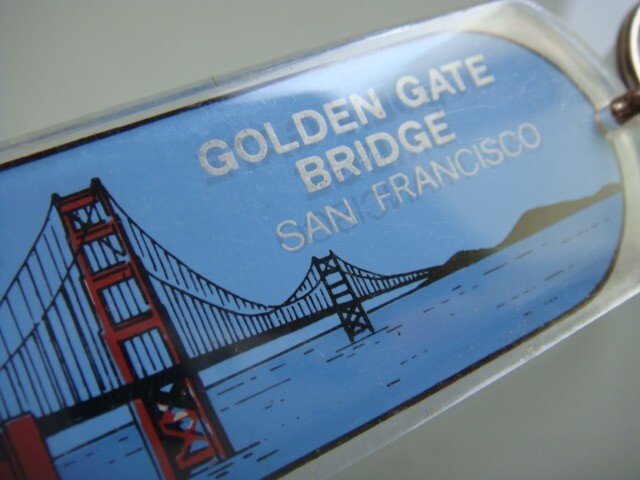 GOLDEN GATE
BRIDGE
SAN FRANCISCO